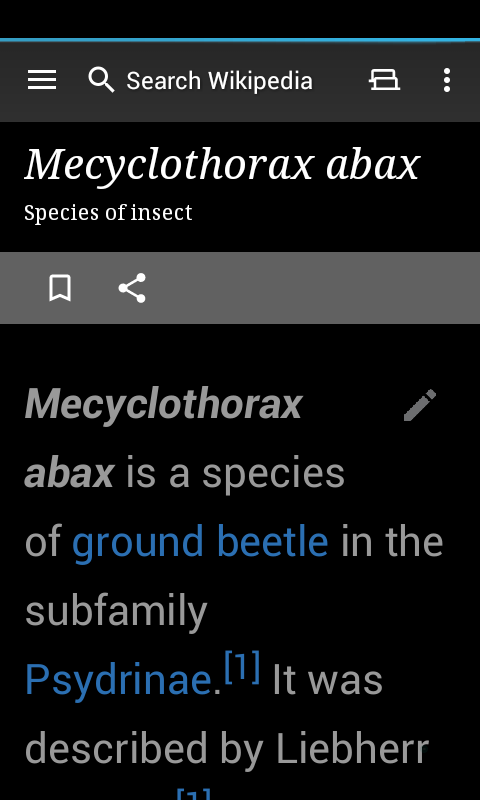 Search Wikipedia
Mecyclothorax abax
Species of insect
Mecyclothorax
abax is a species
of ground beetle in the
subfamily
Psydrinae.[1] It was
described by Liebherr
[1]